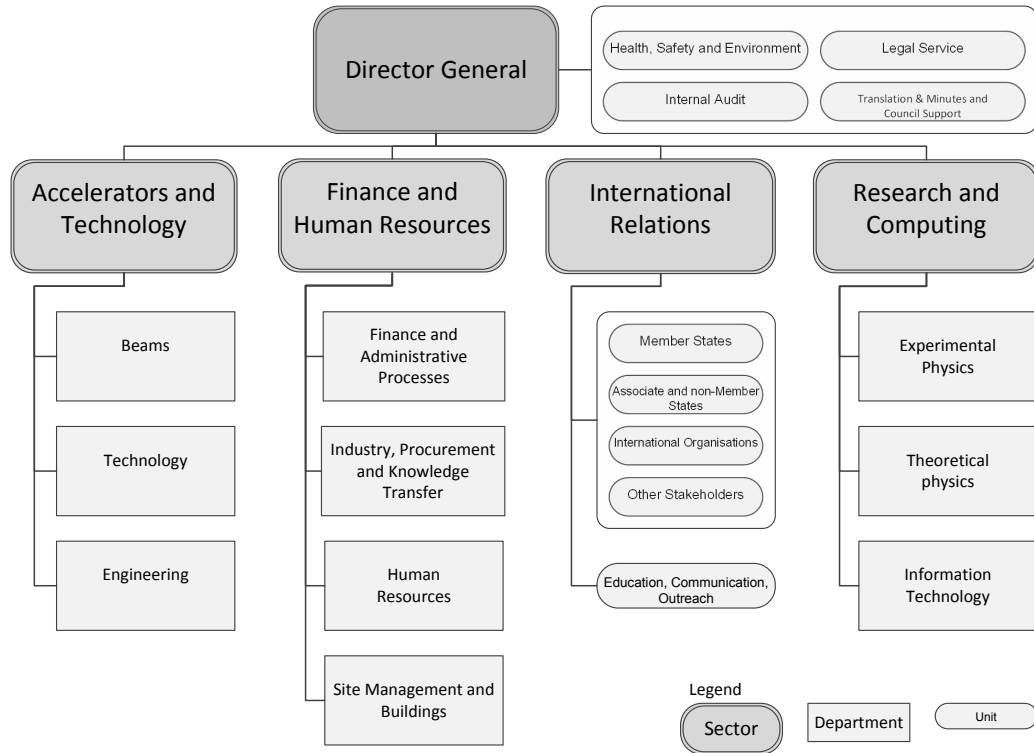 Director General
Health, Safety and Environment
Legal Service
Internal Audit
Translation & Minutes and
Council Support
Accelerators and
Technology
Finance and
Human Resources
International
Relations
Research and
Computing
Beams
Technology
Engineering
Finance and
Administrative
Processes
Industry, Procurement
and Knowledge
Transfer
Human
Resources
Site Management and
Buildings
Member States
Associate and non-Member
States
International Organisations
Other Stakeholders
Education, Communication,
Outreach
Experimental
Physics
Theoretical
physics
Information
Technology
Legend
Sector
Department
Unit